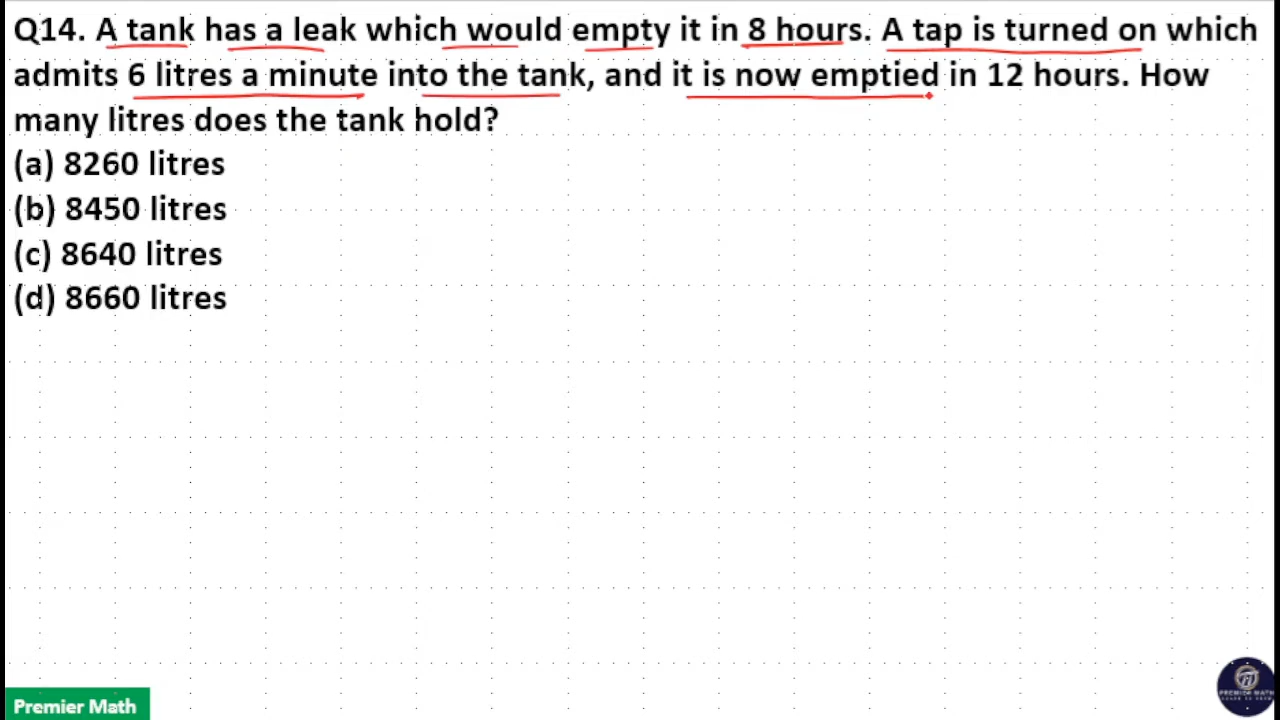 Q14. A tank has a leak which would empty it in 8 hours. A tap is turned on which
admits 6 litres a minute into the tank, and it is now emptied in 12 hours. How
many litres does the tank hold?
(a) 8260 litres
(b) 8450 litres
(c) 8640 litres
(d) 8660 litres
Premier Math
PREMIER MATH